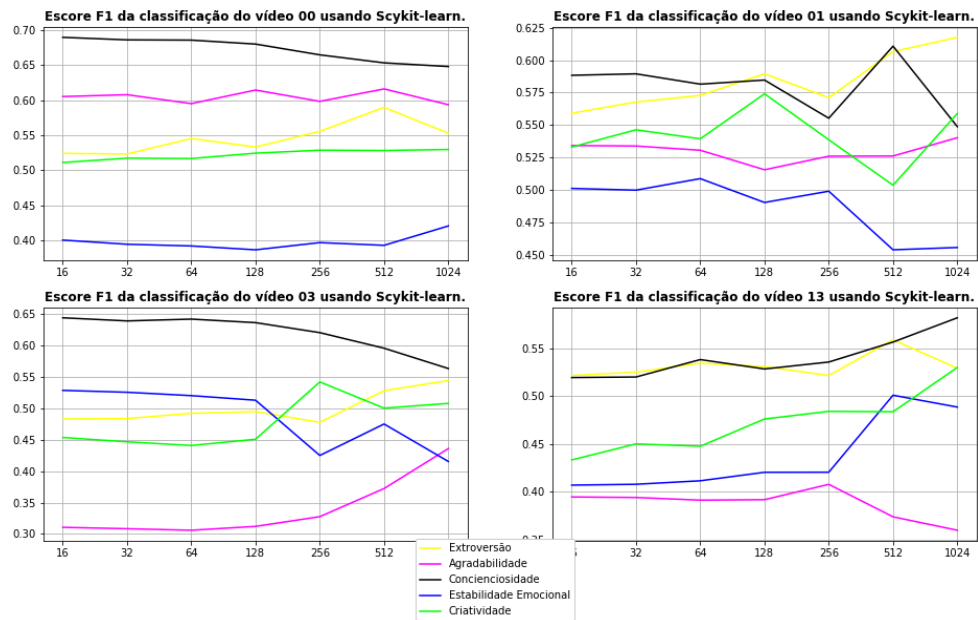 Escore F1 da classificação do vídeo 00 usando Scykit-learn.
0.70
0.65
0.60
0.55
0.50
0.45
0.40
16 32 64 128 256 512 1024
Escore F1 da classificação do vídeo 01 usando Scykit-learn.
0.625
0.600
0.575
0.550
0.525
0.500
0.475
0.450
16 32 64 128 256 512 1024
Escore F1 da classificação do vídeo 03 usando Scykit-learn.
0.65
0.60
0.55
0.50
0.45
0.40
0.35
0.30
16 32 64 128 256 512
Escore F1 da classificação do vídeo 13 usando Scykit-learn.
0.55
0.50
0.45
0.40
32 64 128 256 512 1024
Extroversão
Agradabilidade
Concienciosidade
Estabilidade Emocional
Criatividade